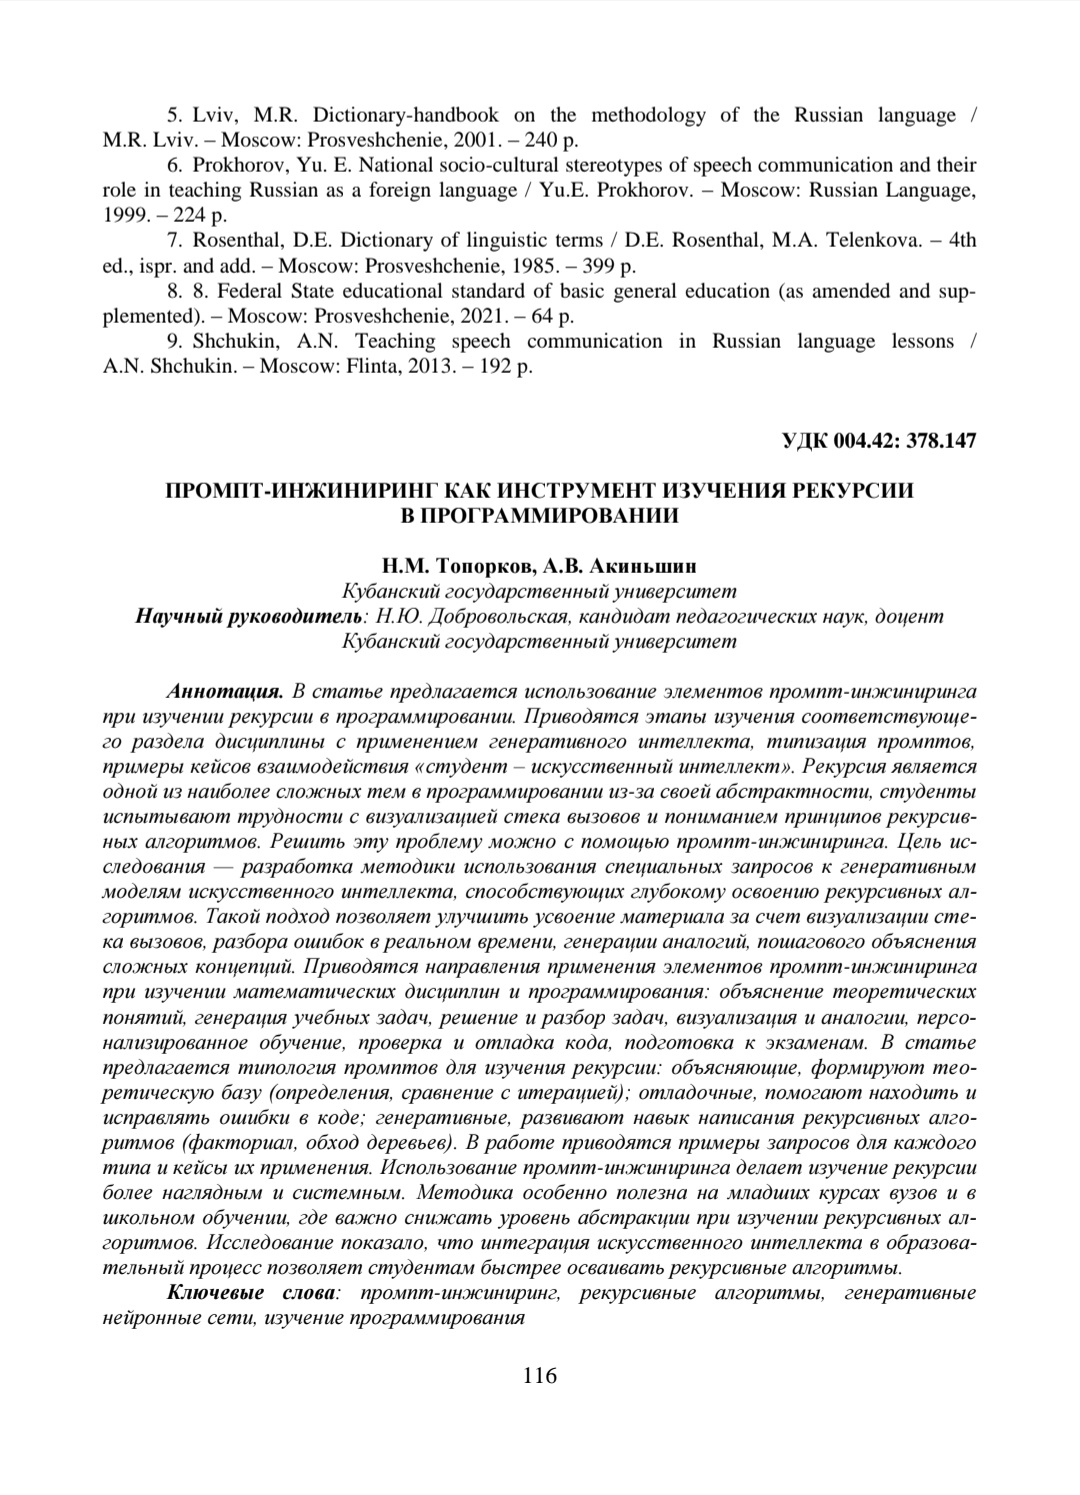 5. Lviv, M.R. Dictionary-handbook on the methodology of the Russian language /
M.R. Lviv. – Moscow: Prosveshchenie, 2001. – 240 p.
6. Prokhorov, Yu. E. National socio-cultural stereotypes of speech communication and their
role in teaching Russian as a foreign language / Yu.E. Prokhorov. – Moscow: Russian Language,
1999. – 224 p.
7. Rosenthal, D.E. Dictionary of linguistic terms / D.E. Rosenthal, M.A. Telenkova. – 4th
ed., ispr. and add. – Moscow: Prosveshchenie, 1985. – 399 p.
8. 8. Federal State educational standard of basic general education (as amended and sup-
plemented). – Moscow: Prosveshchenie, 2021. – 64 p.
9. Shchukin, A.N. Teaching speech communication in Russian language lessons /
A.N. Shchukin. – Moscow: Flinta, 2013. – 192 p.
УДК 004.42: 378.147
ПРОМПТ-ИНЖИНИРИНГ КАК ИНСТРУМЕНТ ИЗУЧЕНИЯ РЕКУРСИИ
В ПРОГРАММИРОВАНИИ
Н.М. Топорков, А.В. Акиньшин
Кубанский государственный университет
Научный руководитель: Н.Ю. Добровольская, кандидат педагогических наук, доцент
Кубанский государственный университет
Аннотация. В статье предлагается использование элементов промпт-инжиниринга
при изучении рекурсии в программировании. Приводятся этапы изучения соответствующе-
го раздела дисциплины с применением генеративного интеллекта, типизация промптов,
примеры кейсов взаимодействия «студент – искусственный интеллект». Рекурсия является
одной из наиболее сложных тем в программировании из-за своей абстрактности, студенты
испытывают трудности с визуализацией стека вызовов и пониманием принципов рекурсив-
ных алгоритмов. Решить эту проблему можно с помощью промпт-инжиниринга. Цель ис-
следования — разработка методики использования специальных запросов к генеративным
моделям искусственного интеллекта, способствующих глубокому освоению рекурсивных ал-
горитмов. Такой подход позволяет улучшить усвоение материала за счет визуализации сте-
ка вызовов, разбора ошибок в реальном времени, генерации аналогий, пошагового объяснения
сложных концепций. Приводятся направления применения элементов промпт-инжиниринга
при изучении математических дисциплин и программирования: объяснение теоретических
понятий, генерация учебных задач, решение и разбор задач, визуализация и аналогии, персо-
нализированное обучение, проверка и отладка кода, подготовка к экзаменам. В статье
предлагается типология промптов для изучения рекурсии: объясняющие, формируют тео-
ретическую базу (определения, сравнение с итерацией); отладочные, помогают находить и
исправлять ошибки в коде; генеративные, развивают навык написания рекурсивных алго-
ритмов (факториал, обход деревьев). В работе приводятся примеры запросов для каждого
типа и кейсы их применения. Использование промпт-инжиниринга делает изучение рекурсии
более наглядным и системным. Методика особенно полезна на младших курсах вузов и в
школьном обучении, где важно снижать уровень абстракции при изучении рекурсивных ал-
горитмов. Исследование показало, что интеграция искусственного интеллекта в образова-
тельный процесс позволяет студентам быстрее осваивать рекурсивные алгоритмы.
Ключевые слова: промпт-инжиниринг, рекурсивные алгоритмы, генеративные
нейронные сети, изучение программирования
116